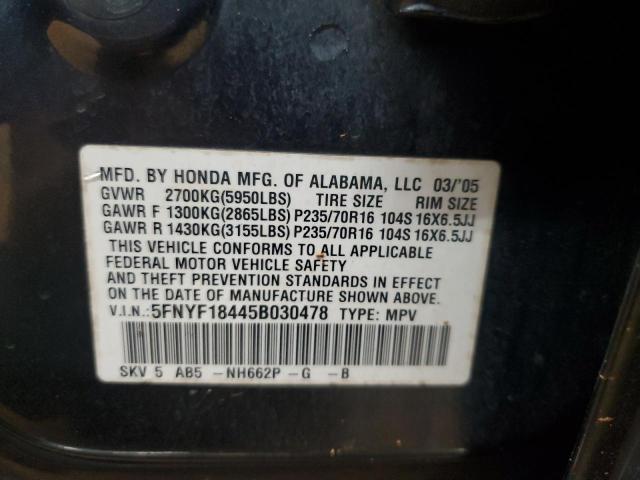 MFD. BY HONDA MFG. OF ALABAMA, LLC 03/'05
GVWR 2700KG(5950LBS) TIRE SIZE RIM SIZE
GAWR F 1300KG(2865LBS) P235/70R16 104S 16X6.5JJ
GAWR R 1430KG(3155LBS) P235/70R16 104S 16X6.5JJ
THIS VEHICLE CONFORMS TO ALL APPLICABLE
FEDERAL MOTOR VEHICLE SAFETY
AND THEFT PREVENTION STANDARDS IN EFFECT
ON THE DATE OF MANUFACTURE SHOWN ABOVE.
V.I.N.:5FNYF18445B030478 TYPE: MPV
SKV 5 AB5 -NH662P -G -B